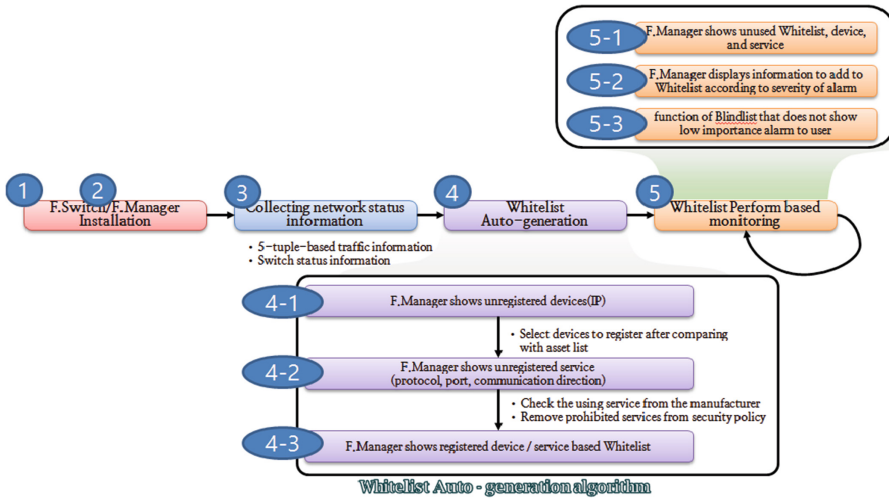 5-1
F.Manager shows unused Whitelist, device,
and service
5-2
F.Manager displays information to add to
Whitelist according to severity of alarm
5-3
function of Blindlist that does not show
low importance alarm to user
1
2
F.Switch/F.Manager
Installation
3
Collecting network status
information
• 5-tuple-based traffic information
• Switch status information
4
Whitelist
Auto-generation
5
Whitelist Perform based
monitoring
4-1
F.Manager shows unregistered devices(IP)
• Select devices to register after comparing
with asset list
4-2
F.Manager shows unregistered service
(protocol, port, communication direction)
• Check the using service from the manufacturer
• Remove prohibited services from security policy
4-3
F.Manager shows registered device / service based Whitelist
Whitelist Auto - generation algorithm